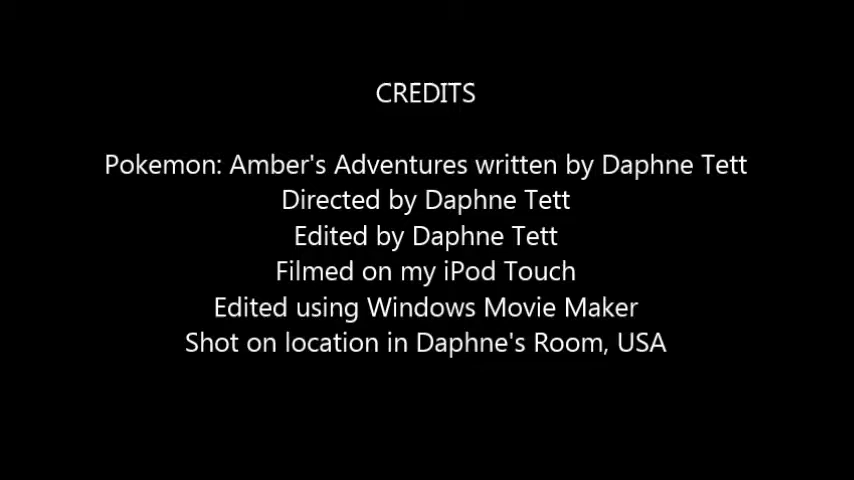 CREDITS
Pokemon: Amber's Adventures written by Daphne Tett
Directed by Daphne Tett
Edited by Daphne Tett
Filmed on my iPod Touch
Edited using Windows Movie Maker
Shot on location in Daphne's Room, USA